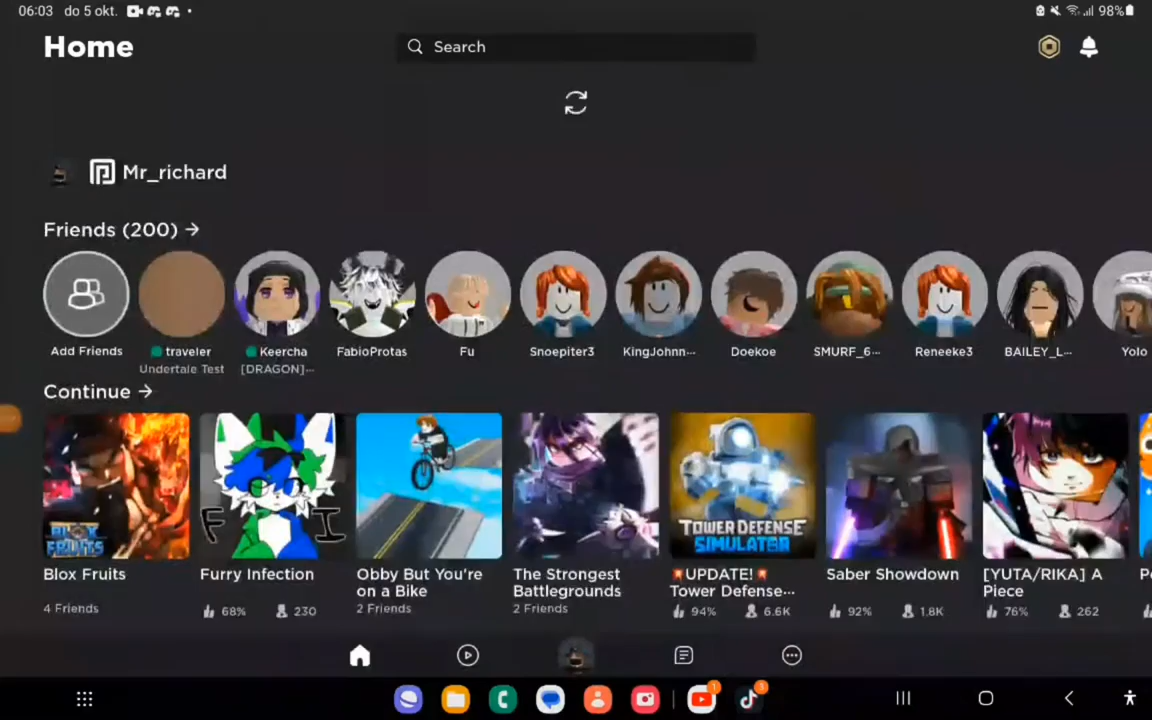 06:03 do 5 okt.
98%
Home
Search
Mr_richard
Friends (200)
Add Friends
traveler
Undertale Test
Keercha
[DRAGON]···
FabioProtas
Fu
Snoepiter3
KingJohnn···
Doekoe
SMURF_6···
Reneeke3
BAILEY_L···
Yolo
Continue
BLOX FRUITS
F I
TOWER DEFENSE
SIMULATOR
Blox Fruits
4 Friends
Furry Infection
68% 230
Obby But You're
on a Bike
2 Friends
The Strongest
Battlegrounds
2 Friends
💥UPDATE!💥
Tower Defense···
94% 6.6K
Saber Showdown
92% 1.8K
[YUTA/RIKA] A
Piece
76% 262